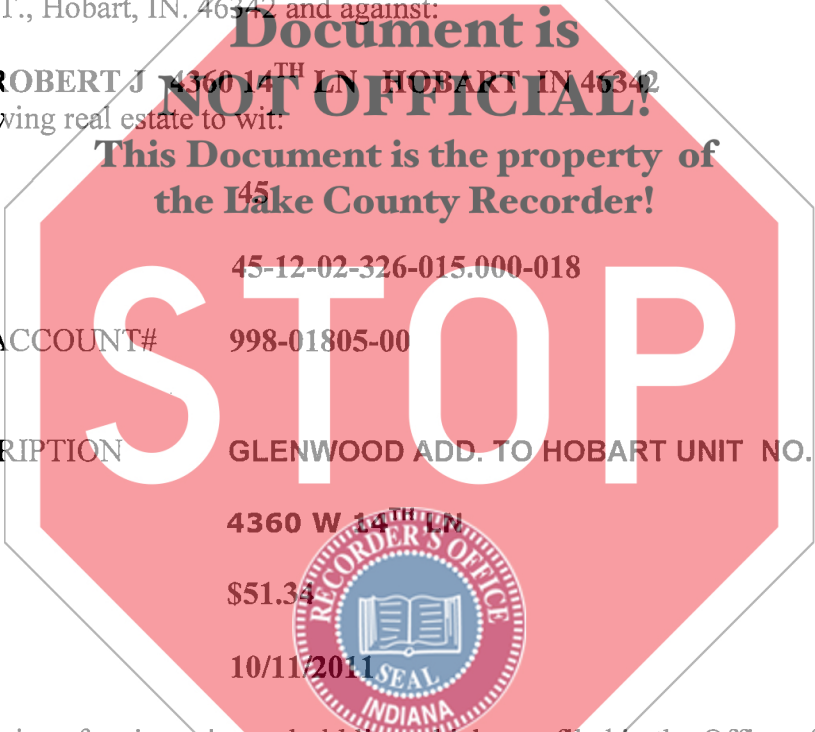 T., Hobart, IN. 46342 and against:
Document is
ROBERT J 4360 14TH LN HOBART IN 46342
NOT OFFICIAL!
wing real estate to wit:
This Document is the property of
45
the Lake County Recorder!
45-12-02-326-015.000-018
STOP
ACCOUNT# 998-01805-00
RIPTION GLENWOOD ADD. TO HOBART UNIT NO.
4360 W 14TH LN
RECORDER'S OFFICE
$51.34
10/11/2011
SEAL
INDIANA